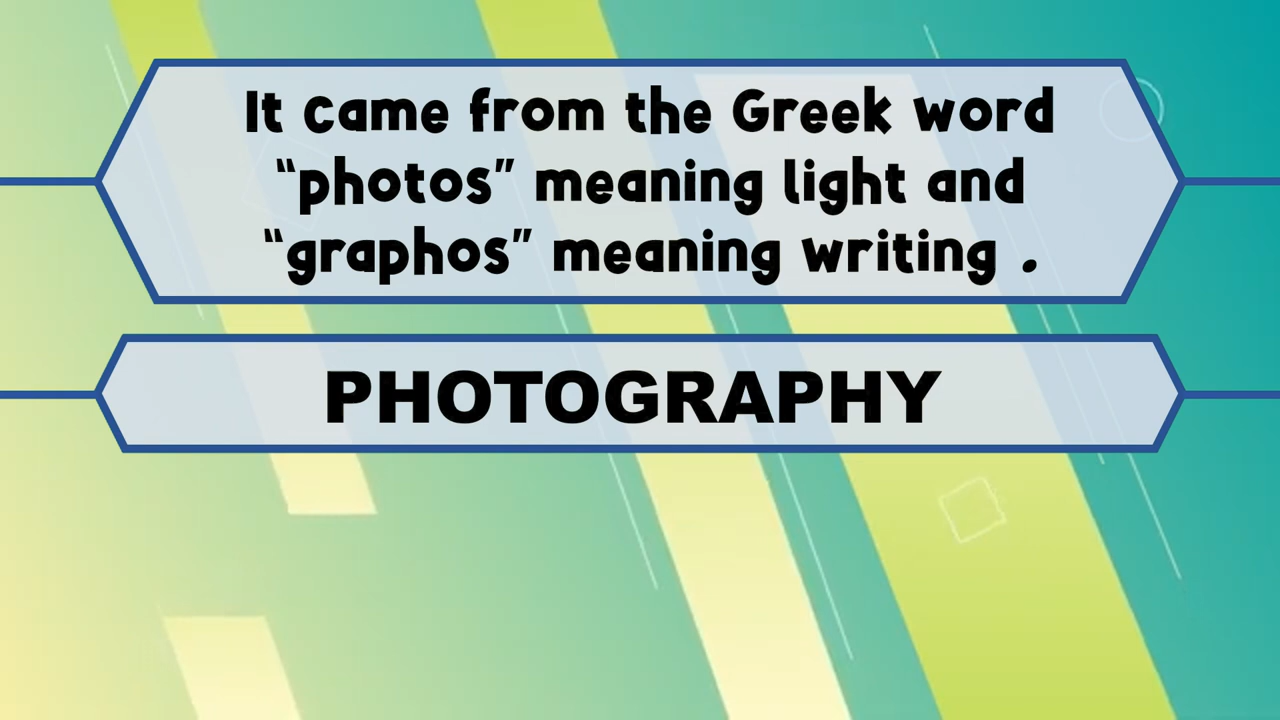 It came from the Greek word
“photos” meaning light and
“graphos” meaning writing .
PHOTOGRAPHY